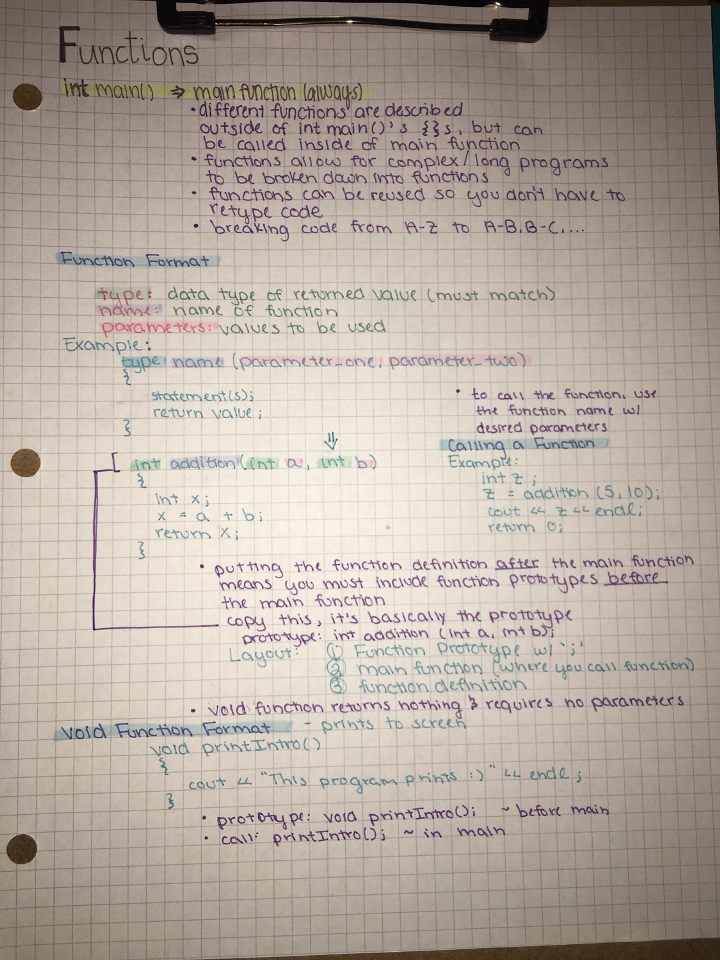 Functions
int main() ⇒ main function (always)
• different functions are described
outside of int main()'s {}s, but can
be called inside of main function
• functions allow for complex/long programs
to be broken down into functions
• functions can be reused so you don't have to
retype code
• breaking code from A-Z to A-B, B-C, ...
Function Format
type: data type of returned value (must match)
name: name of function
parameters: values to be used
Example:
type name (parameter_one, parameter_two)
{
statement(s);
return value;
}
• to call the function, use
the function name w/
desired parameters
⇓
int addition (int a, int b)
{
int x;
x = a + b;
return x;
}
Calling a Function
Example:
int z;
z = addition (5, 10);
cout << z << endl;
return 0;
• putting the function definition after the main function
means you must include function prototypes before
the main function
copy this, it's basically the prototype
prototype: int addition (int a, int b);
Layout: ① Function Prototype w/ ';'
② main function (where you call function)
③ function definition
• void function returns nothing & requires no parameters
Void Function Format - prints to screen
void printIntro()
{
cout << "This program prints :)" << endl;
}
• prototype: void printIntro(); ~ before main
• call: printIntro(); ~ in main